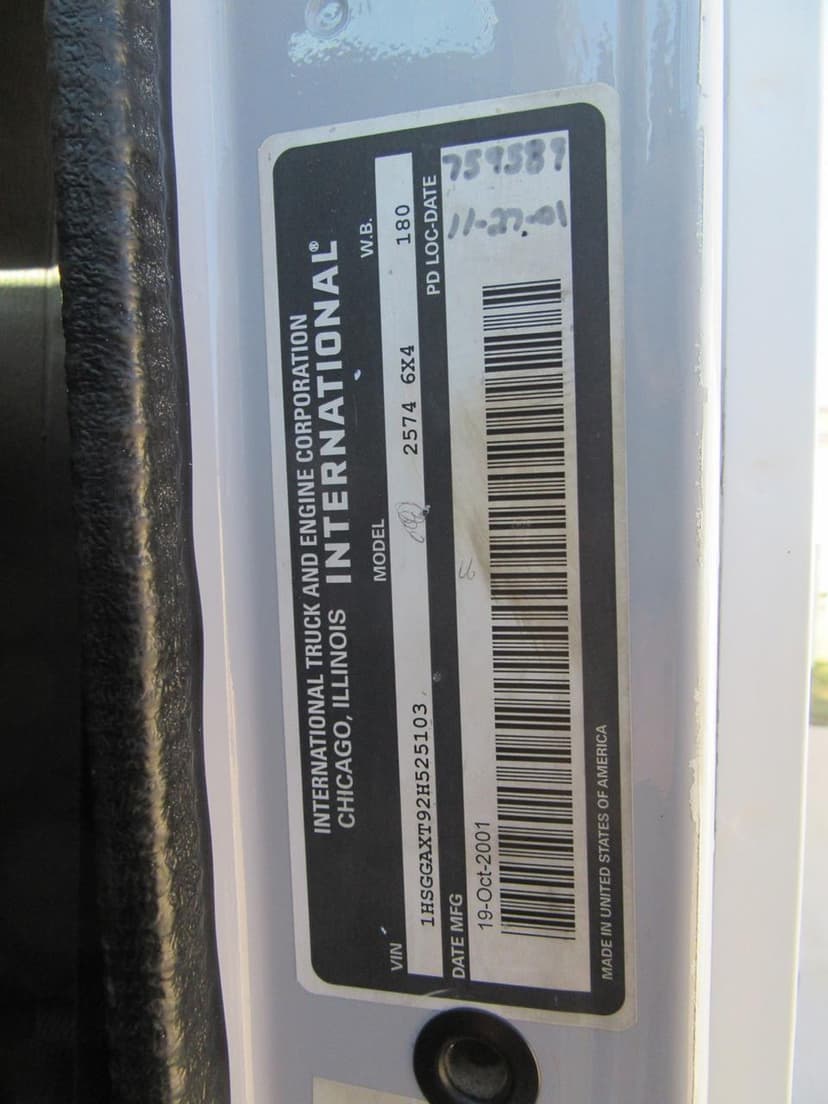 INTERNATIONAL TRUCK AND ENGINE CORPORATION
CHICAGO, ILLINOIS INTERNATIONAL®
VIN MODEL W.B.
1HSGGAXT92H525103 2574 6X4 180
DATE MFG PD LOC-DATE
19-Oct-2001 759589
11-27-01
MADE IN UNITED STATES OF AMERICA